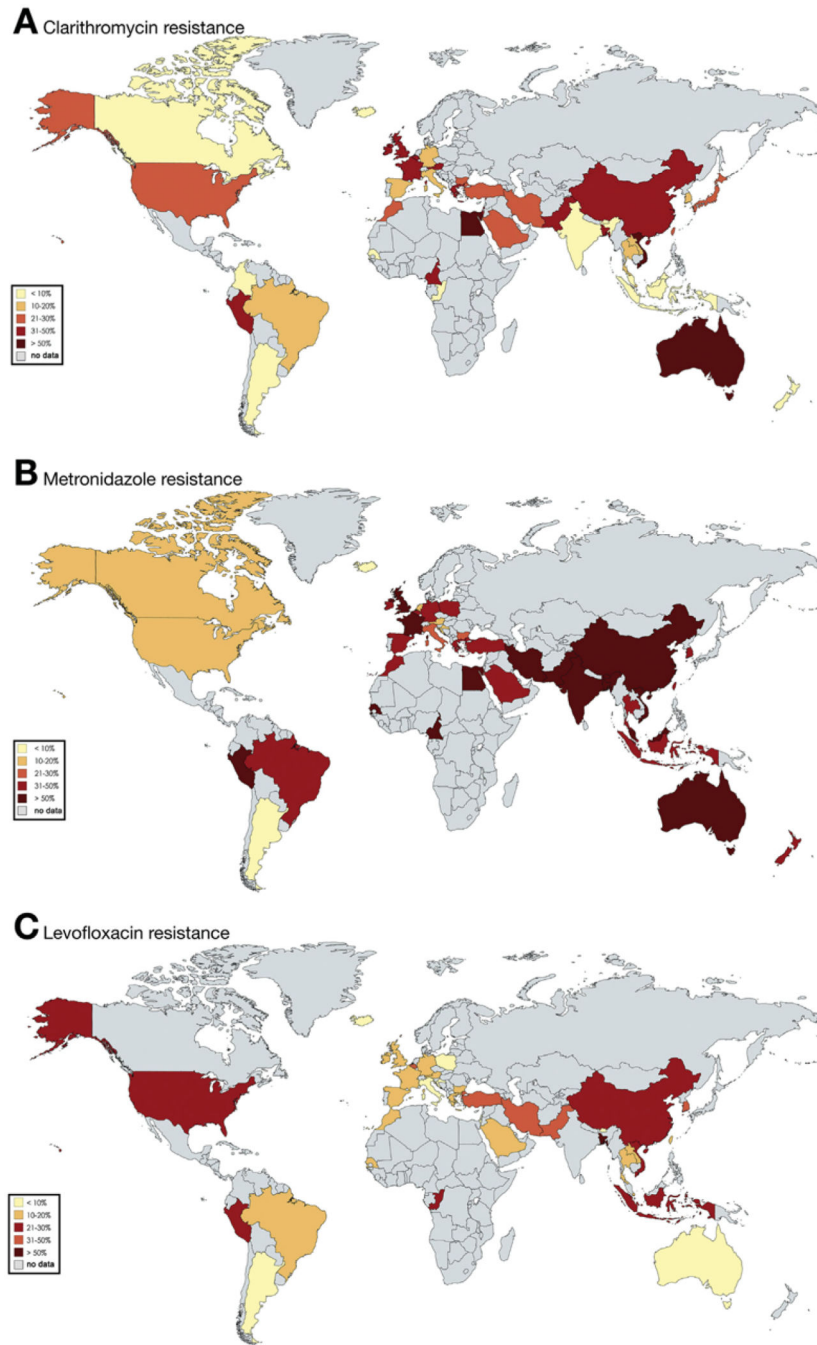 A Clarithromycin resistance
< 10%
10-20%
21-30%
31-50%
> 50%
no data
B Metronidazole resistance
< 10%
10-20%
21-30%
31-50%
> 50%
no data
C Levofloxacin resistance
< 10%
10-20%
21-30%
31-50%
> 50%
no data